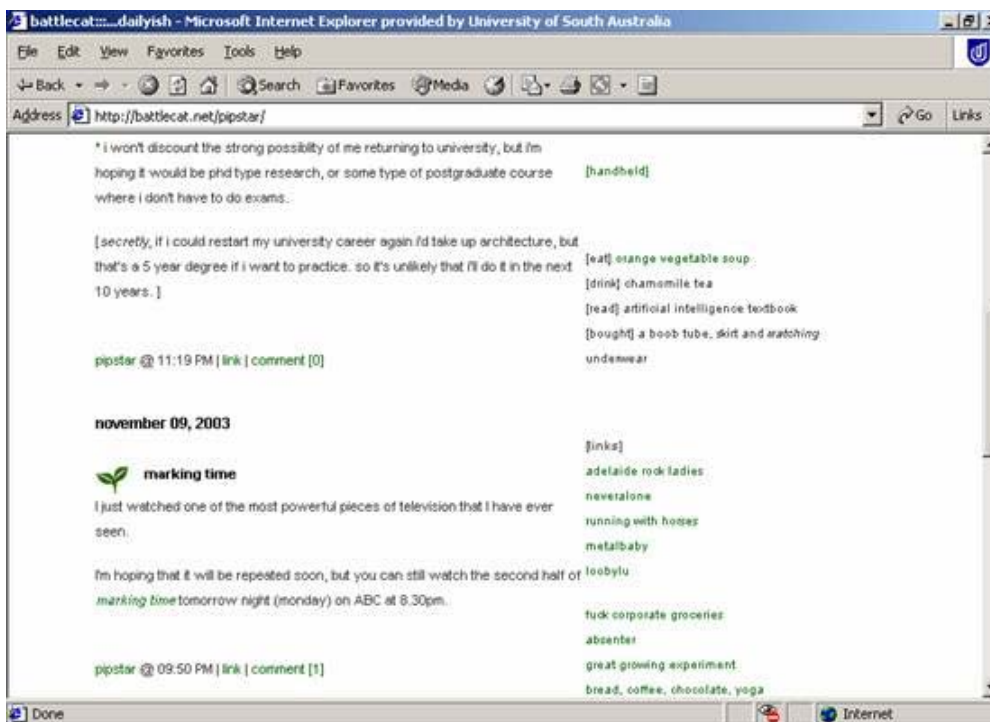 battlecat:::...dailyish - Microsoft Internet Explorer provided by University of South Australia
File Edit View Favorites Tools Help
Back Search Favorites Media
Address http://battlecat.net/pipstar/ Go Links
* i won't discount the strong possiblity of me returning to university, but i'm
hoping it would be phd type research, or some type of postgraduate course
where i don't have to do exams.
[ secretly, if i could restart my university career again i'd take up architecture, but
that's a 5 year degree if i want to practice. so it's unlikely that i'll do it in the next
10 years. ]
pipstar @ 11:19 PM | link | comment [0]
november 09, 2003
marking time
I just watched one of the most powerful pieces of television that I have ever
seen.
I'm hoping that it will be repeated soon, but you can still watch the second half of
marking time tomorrow night (monday) on ABC at 8.30pm.
pipstar @ 09:50 PM | link | comment [1]
[handheld]
[eat] orange vegetable soup
[drink] chamomile tea
[read] artificial intelligence textbook
[bought] a boob tube, skirt and matching
underwear
[links]
adelaide rock ladies
neveralone
running with horses
metalbaby
loobylu
fuck corporate groceries
absenter
great growing experiment
bread, coffee, chocolate, yoga
Done Internet